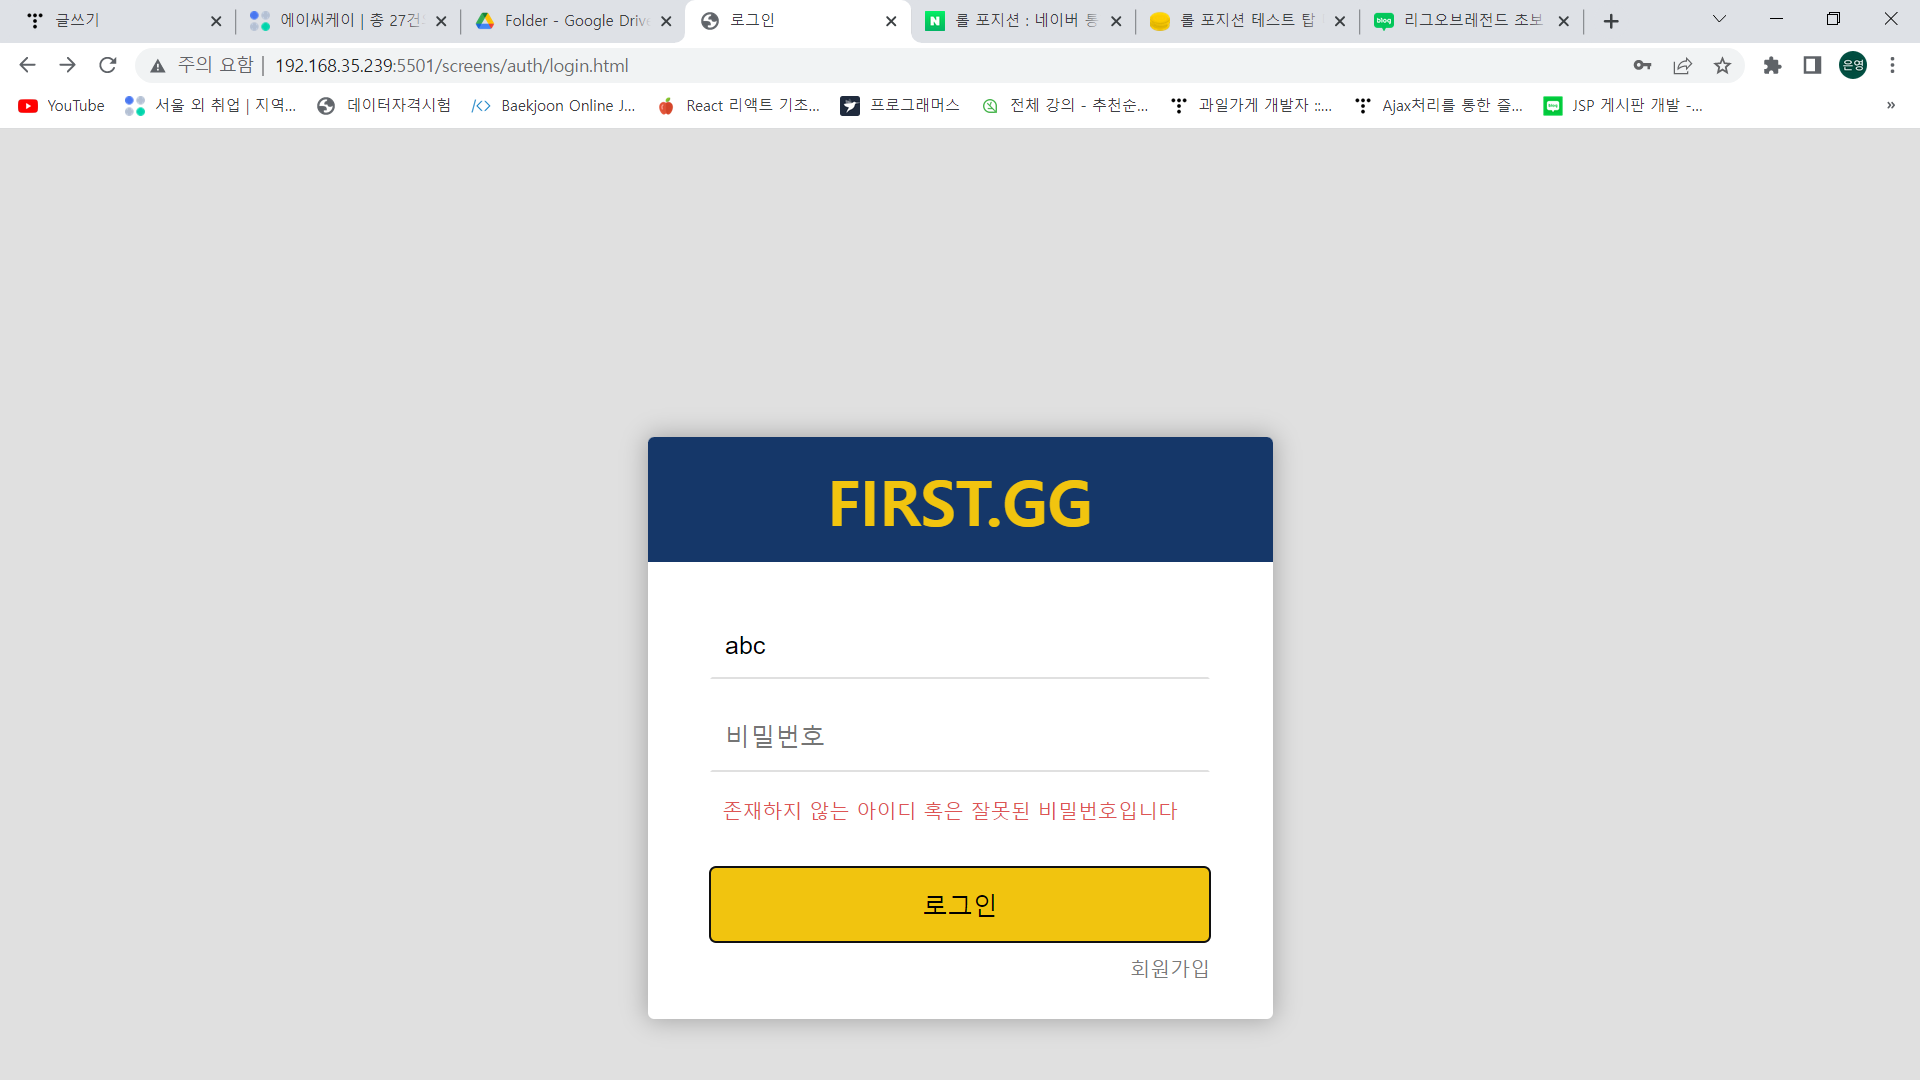 글쓰기
에이씨케이 | 총 27건
Folder - Google Drive
로그인
롤 포지션 : 네이버 통
롤 포지션 테스트 탑
리그오브레전드 초보
주의 요함 | 192.168.35.239:5501/screens/auth/login.html
은영
YouTube
서울 외 취업 | 지역...
데이터자격시험
Baekjoon Online J...
React 리액트 기초...
프로그래머스
전체 강의 - 추천순...
과일가게 개발자 ::...
Ajax처리를 통한 즐...
JSP 게시판 개발 -...
»
FIRST.GG
abc
비밀번호
존재하지 않는 아이디 혹은 잘못된 비밀번호입니다
로그인
회원가입